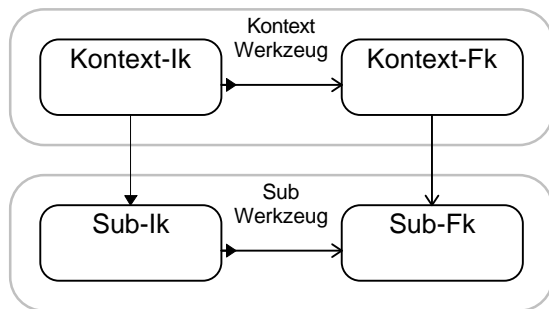 Kontext-Ik
Kontext
Werkzeug
Kontext-Fk
Sub-Ik
Sub
Werkzeug
Sub-Fk